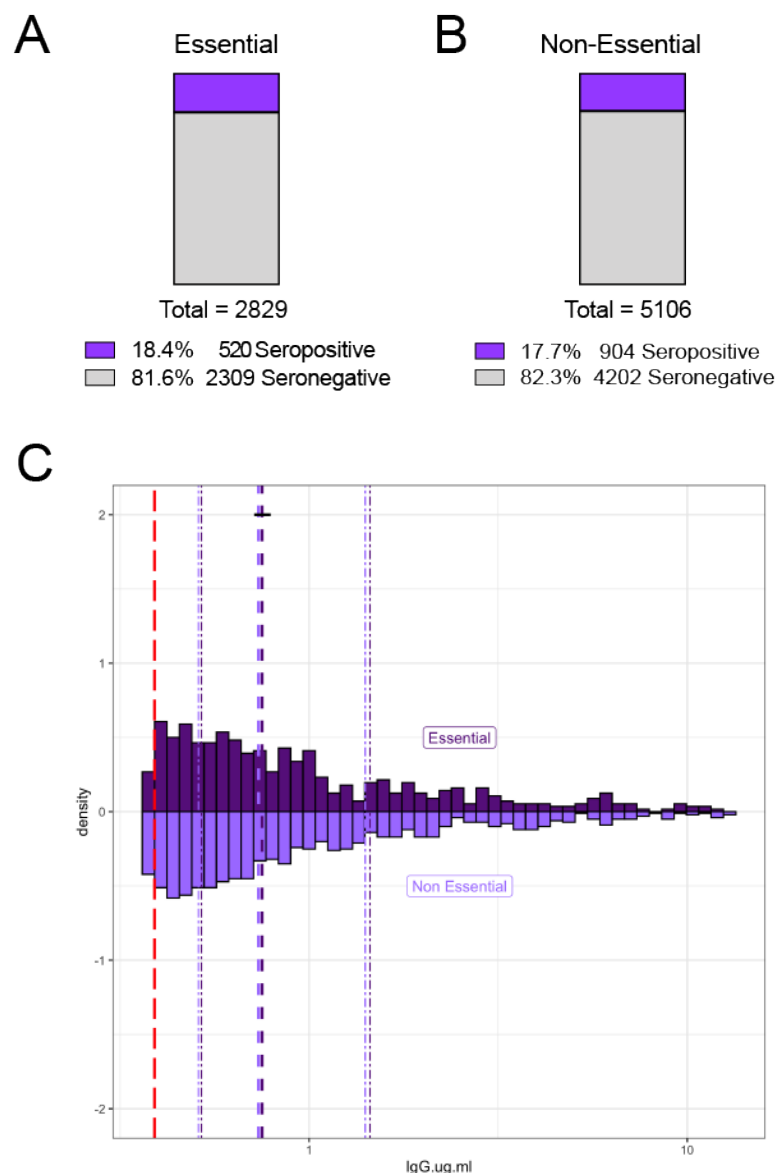 A
Essential
Total = 2829
18.4% 520 Seropositive
81.6% 2309 Seronegative
B
Non-Essential
Total = 5106
17.7% 904 Seropositive
82.3% 4202 Seronegative
C
2
1
0
-1
-2
density
Essential
Non Essential
1
10
IgG.ug.ml